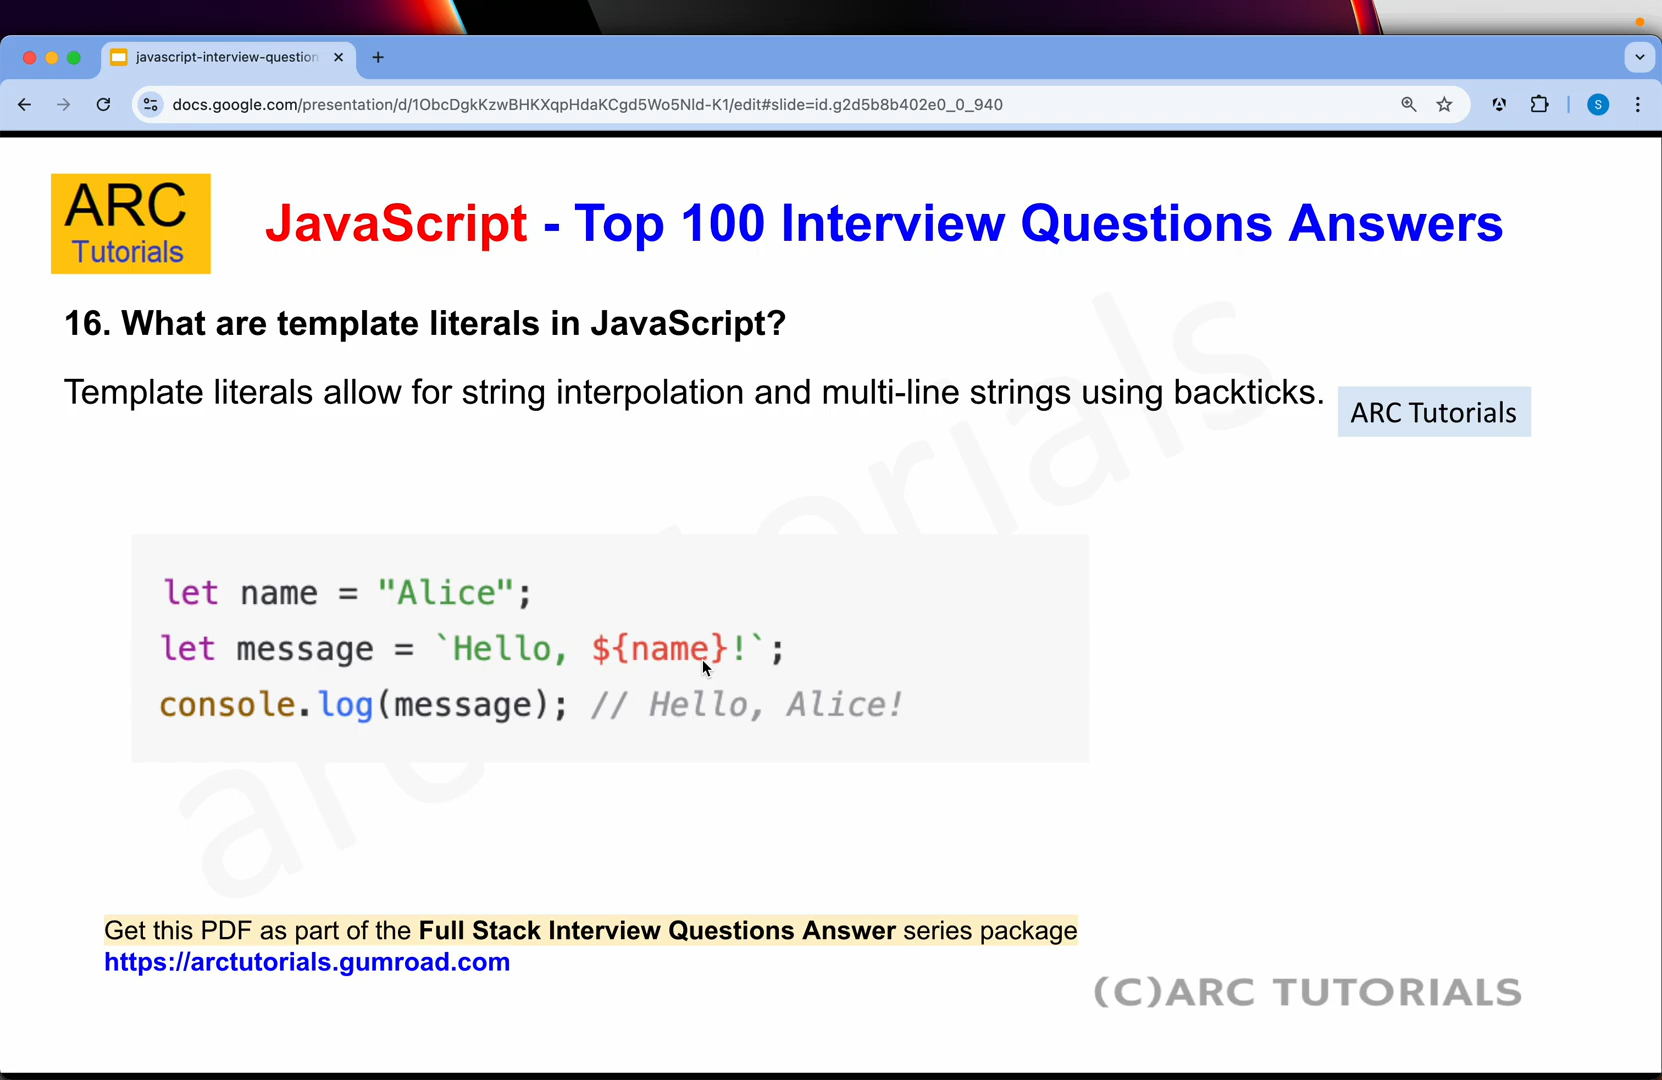 javascript-interview-question
docs.google.com/presentation/d/1ObcDgkKzwBHKXqpHdaKCgd5Wo5Nld-K1/edit#slide=id.g2d5b8b402e0_0_940
S
ARC
Tutorials
JavaScript - Top 100 Interview Questions Answers
16. What are template literals in JavaScript?
Template literals allow for string interpolation and multi-line strings using backticks.
ARC Tutorials
let name = "Alice";
let message = `Hello, ${name}!`;
console.log(message); // Hello, Alice!
Get this PDF as part of the Full Stack Interview Questions Answer series package
https://arctutorials.gumroad.com
(C)ARC TUTORIALS